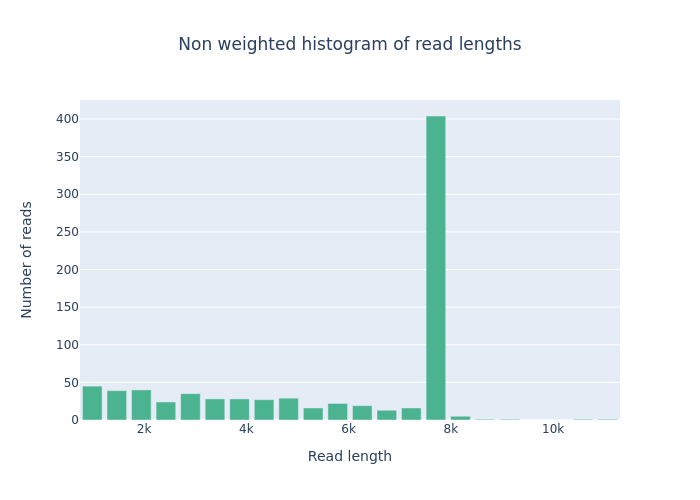 Non weighted histogram of read lengths
Number of reads
400
350
300
250
200
150
100
50
0
2k
4k
6k
8k
10k
Read length